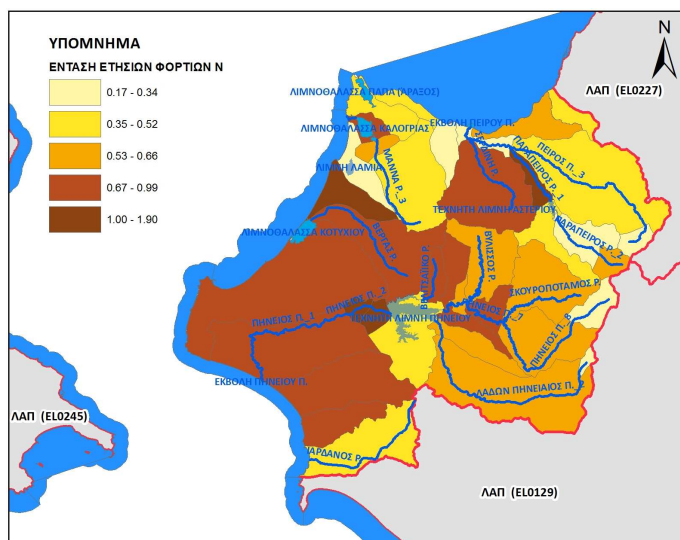 ΥΠΟΜΝΗΜΑ
ΕΝΤΑΣΗ ΕΤΗΣΙΩΝ ΦΟΡΤΙΩΝ N
0.17 - 0.34
0.35 - 0.52
0.53 - 0.66
0.67 - 0.99
1.00 - 1.90
N
ΛΑΠ (EL0227)
ΛΙΜΝΟΘΑΛΑΣΣΑ ΠΑΠΑ (ΑΡΑΞΟΣ)
ΛΙΜΝΟΘΑΛΑΣΣΑ ΚΑΛΟΓΡΙΑΣ
ΕΚΒΟΛΗ ΠΕΙΡΟΥ Π.
ΠΕΙΡΟΣ Π._3
ΠΑΡΑΠΕΙΡΟΣ Ρ._1
ΛΙΜΝΗ ΛΑΜΙΑ
ΜΑΝΝΑ Ρ._3
ΤΕΧΝΗΤΗ ΛΙΜΝΗ ΑΣΤΕΡΙΟΥ
ΠΑΡΑΠΕΙΡΟΣ Ρ._2
ΛΙΜΝΟΘΑΛΑΣΣΑ ΚΟΤΥΧΙΟΥ
ΒΕΡΓΑΣ Ρ.
ΒΥΛΙΣΣΟΣ Ρ.
ΣΚΟΥΡΟΠΟΤΑΜΟΣ Ρ.
ΠΗΝΕΙΟΣ Π._2
ΠΗΝΕΙΟΣ Π._1
ΤΕΧΝΗΤΗ ΛΙΜΝΗ ΠΗΝΕΙΟΥ
ΠΗΝΕΙΟΣ Π._8
ΕΚΒΟΛΗ ΠΗΝΕΙΟΥ Π.
ΛΑΔΩΝ ΠΗΝΕΙΑΙΟΣ Π.
ΛΑΠ (EL0245)
ΙΑΡΔΑΝΟΣ Ρ.
ΛΑΠ (EL0129)